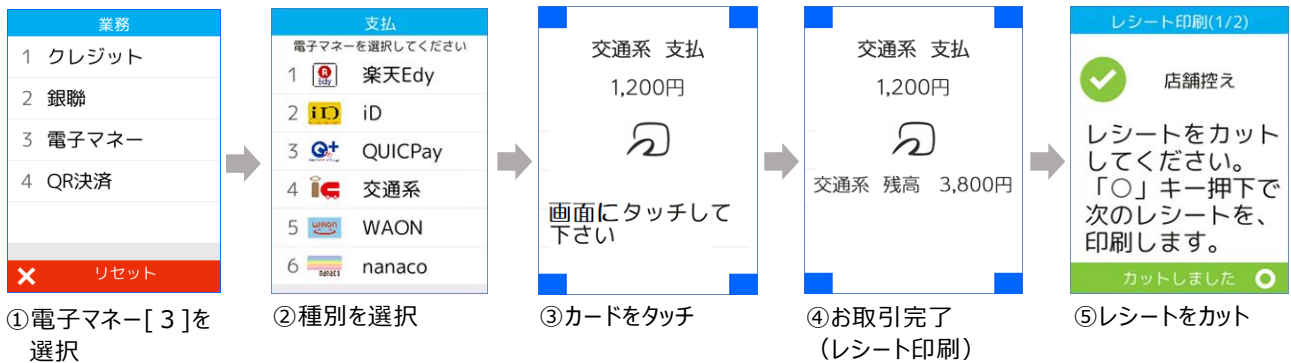 業務
1 クレジット
2 銀聯
3 電子マネー
4 QR決済
× リセット
①電子マネー[ 3 ]を
選択
支払
電子マネーを選択してください
1 Edy 楽天Edy
2 iD iD
3 QUICPay
4 交通系
5 WAON WAON
6 nanaco nanaco
②種別を選択
交通系 支払
1,200円
画面にタッチして
下さい
③カードをタッチ
交通系 支払
1,200円
交通系 残高 3,800円
④お取引完了
（レシート印刷）
レシート印刷(1/2)
店舗控え
レシートをカット
してください。
「○」キー押下で
次のレシートを、
印刷します。
カットしました ○
⑤レシートをカット